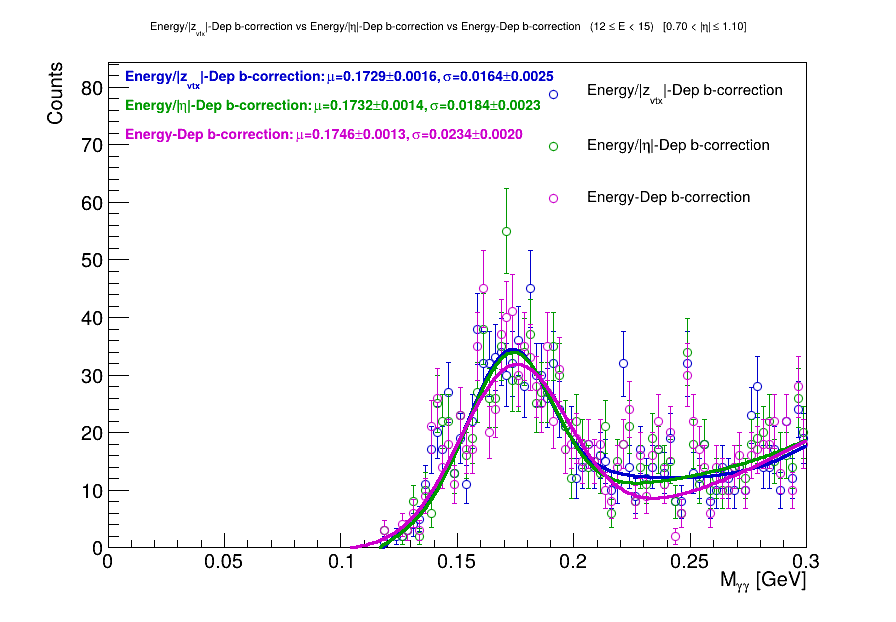 Energy/|z_vtx|-Dep b-correction vs Energy/|η|-Dep b-correction vs Energy-Dep b-correction (12 ≤ E < 15) [0.70 < |η| ≤ 1.10]
Counts
Energy/|z_vtx|-Dep b-correction: μ=0.1729±0.0016, σ=0.0164±0.0025
Energy/|η|-Dep b-correction: μ=0.1732±0.0014, σ=0.0184±0.0023
Energy-Dep b-correction: μ=0.1746±0.0013, σ=0.0234±0.0020
Energy/|z_vtx|-Dep b-correction
Energy/|η|-Dep b-correction
Energy-Dep b-correction
80
70
60
50
40
30
20
10
0
0 0.05 0.1 0.15 0.2 0.25 0.3
M_γγ [GeV]